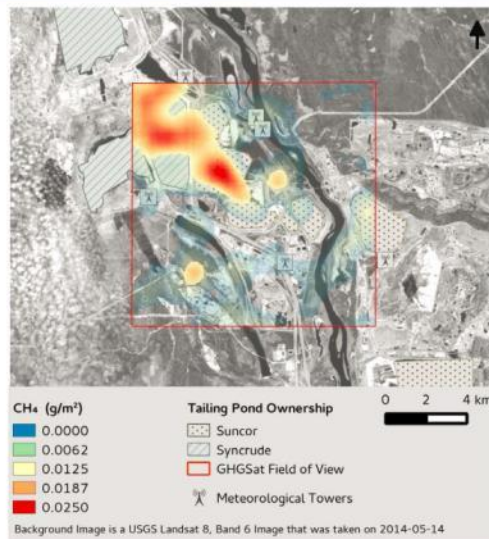 CH₄ (g/m²)
0.0000
0.0062
0.0125
0.0187
0.0250
Tailing Pond Ownership
Suncor
Syncrude
GHGSat Field of View
Meteorological Towers
0 2 4 km
Background Image is a USGS Landsat 8, Band 6 Image that was taken on 2014-05-14